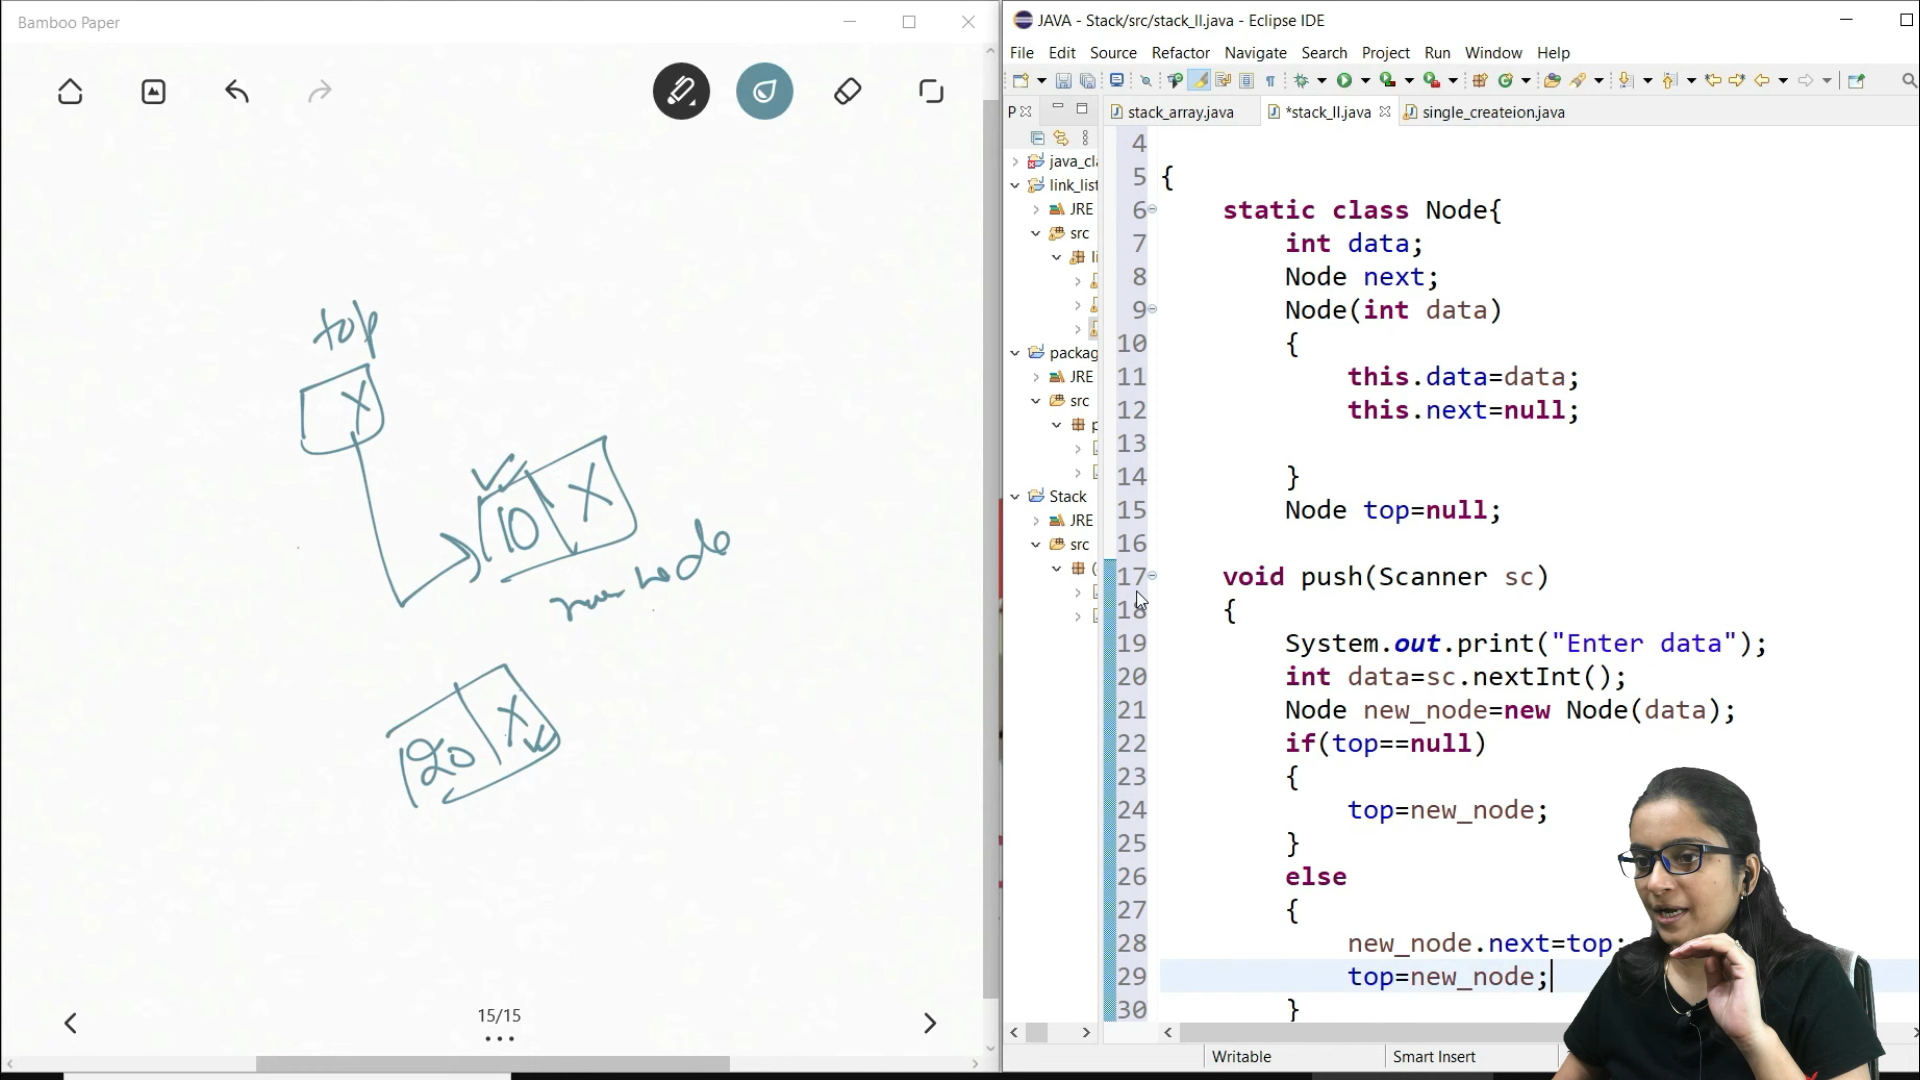 Bamboo Paper
top
X
10 X
new node
20 X
15/15
JAVA - Stack/src/stack_ll.java - Eclipse IDE
File Edit Source Refactor Navigate Search Project Run Window Help
P stack_array.java *stack_ll.java single_createion.java
java_cl
link_list
JRE
src
packag
JRE
src
Stack
JRE
src
4
5 {
6 static class Node{
7 int data;
8 Node next;
9 Node(int data)
10 {
11 this.data=data;
12 this.next=null;
13
14 }
15 Node top=null;
16
17 void push(Scanner sc)
18 {
19 System.out.print("Enter data");
20 int data=sc.nextInt();
21 Node new_node=new Node(data);
22 if(top==null)
23 {
24 top=new_node;
25 }
26 else
27 {
28 new_node.next=top;
29 top=new_node;
30 }
Writable Smart Insert